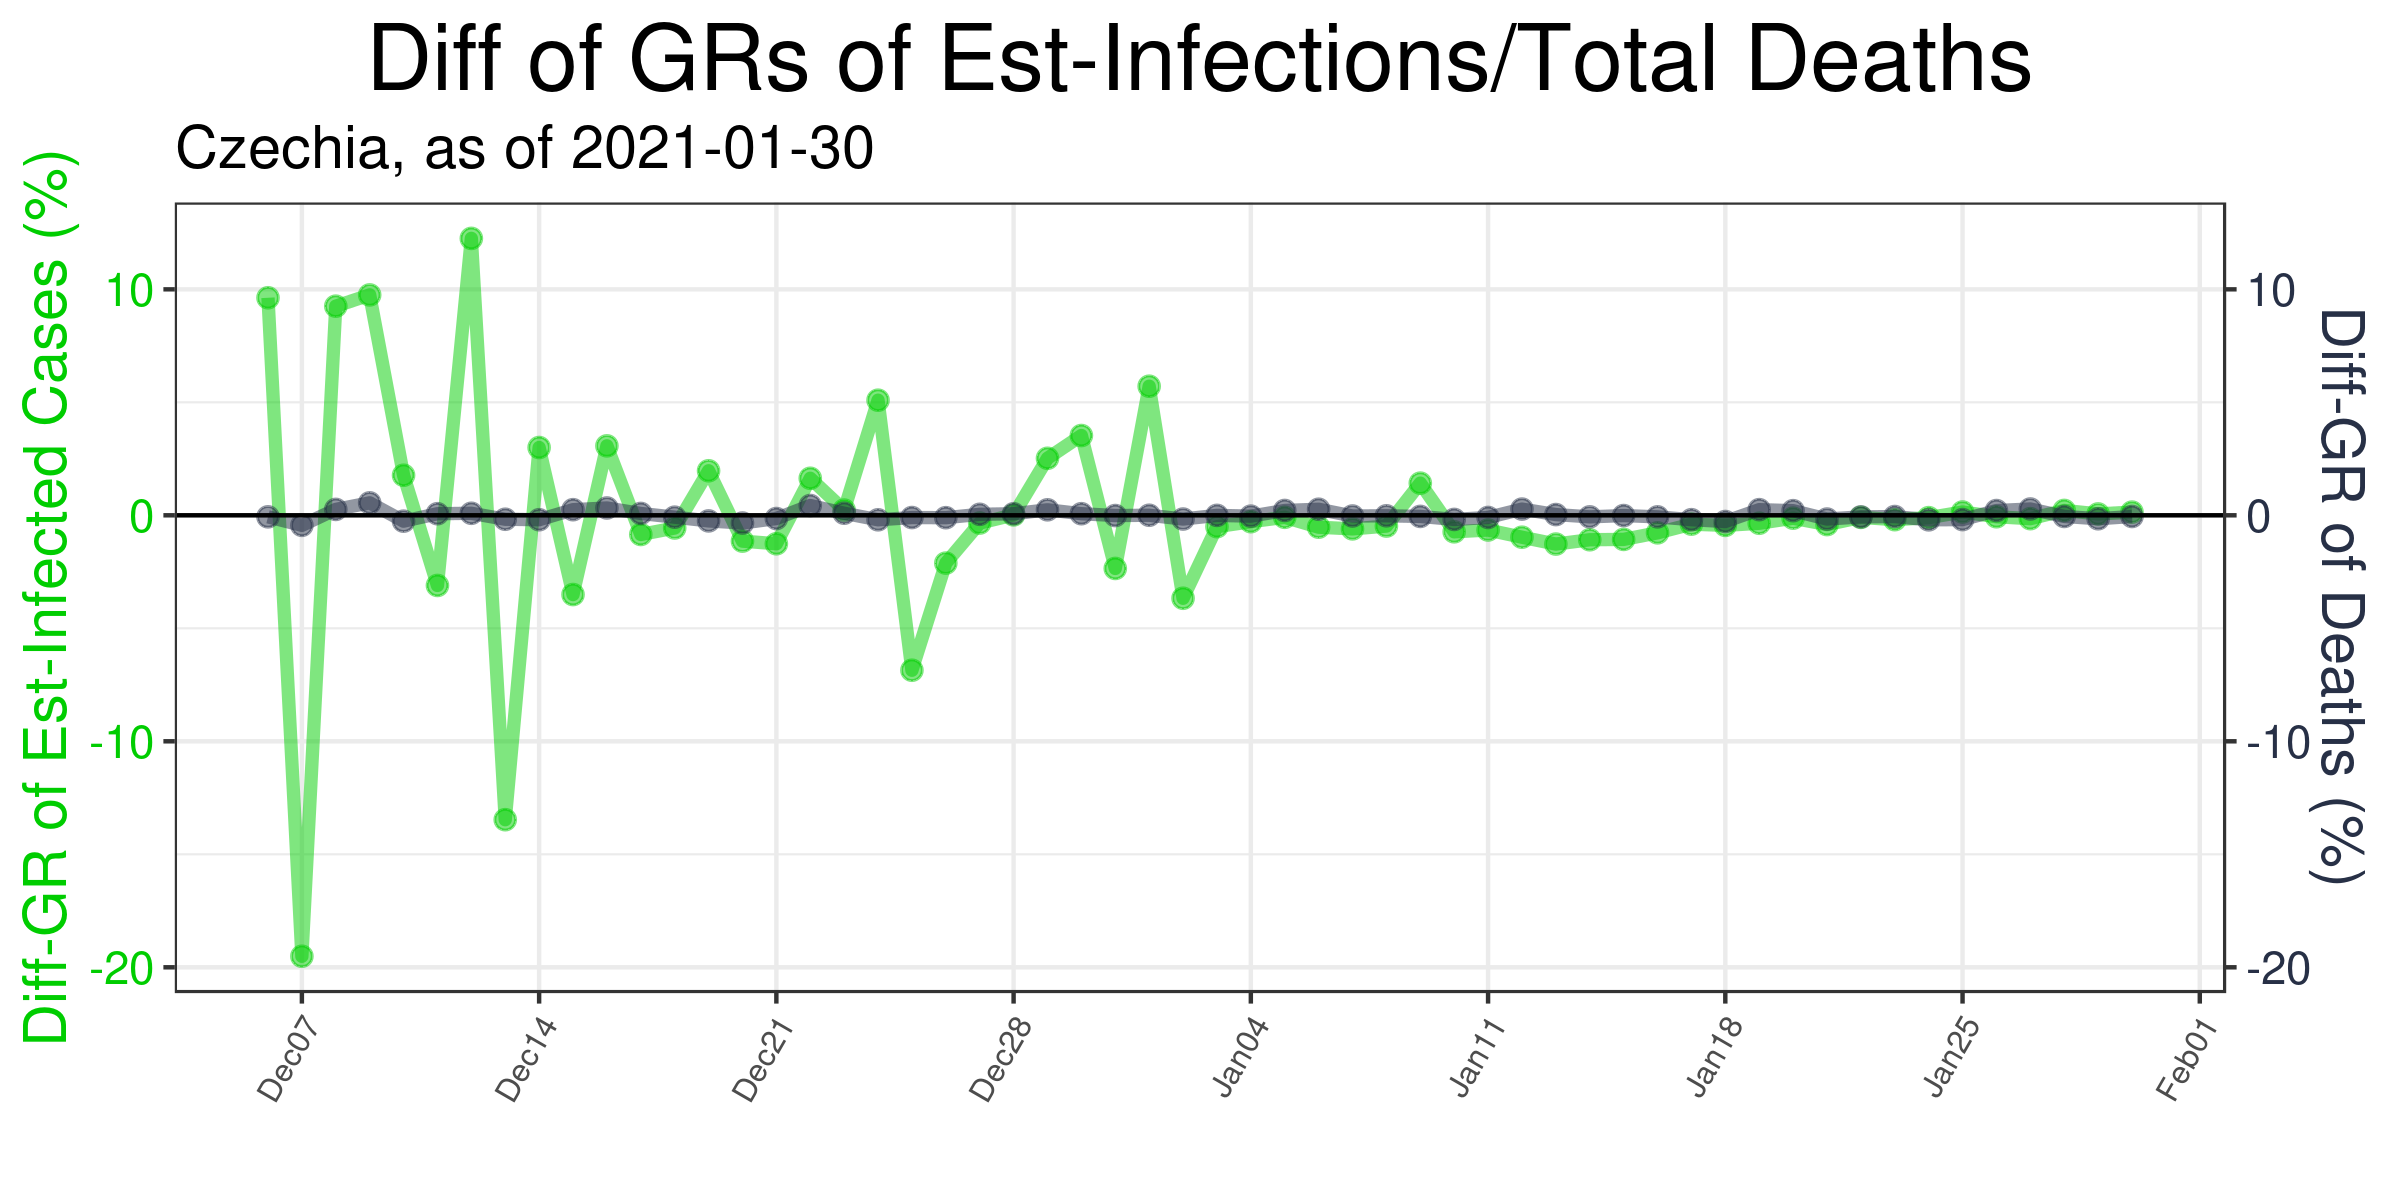 Diff of GRs of Est-Infections/Total Deaths
Czechia, as of 2021-01-30
Diff-GR of Est-Infected Cases (%)
10
0
-10
-20
10
0
-10
-20
Diff-GR of Deaths (%)
Dec07
Dec14
Dec21
Dec28
Jan04
Jan11
Jan18
Jan25
Feb01